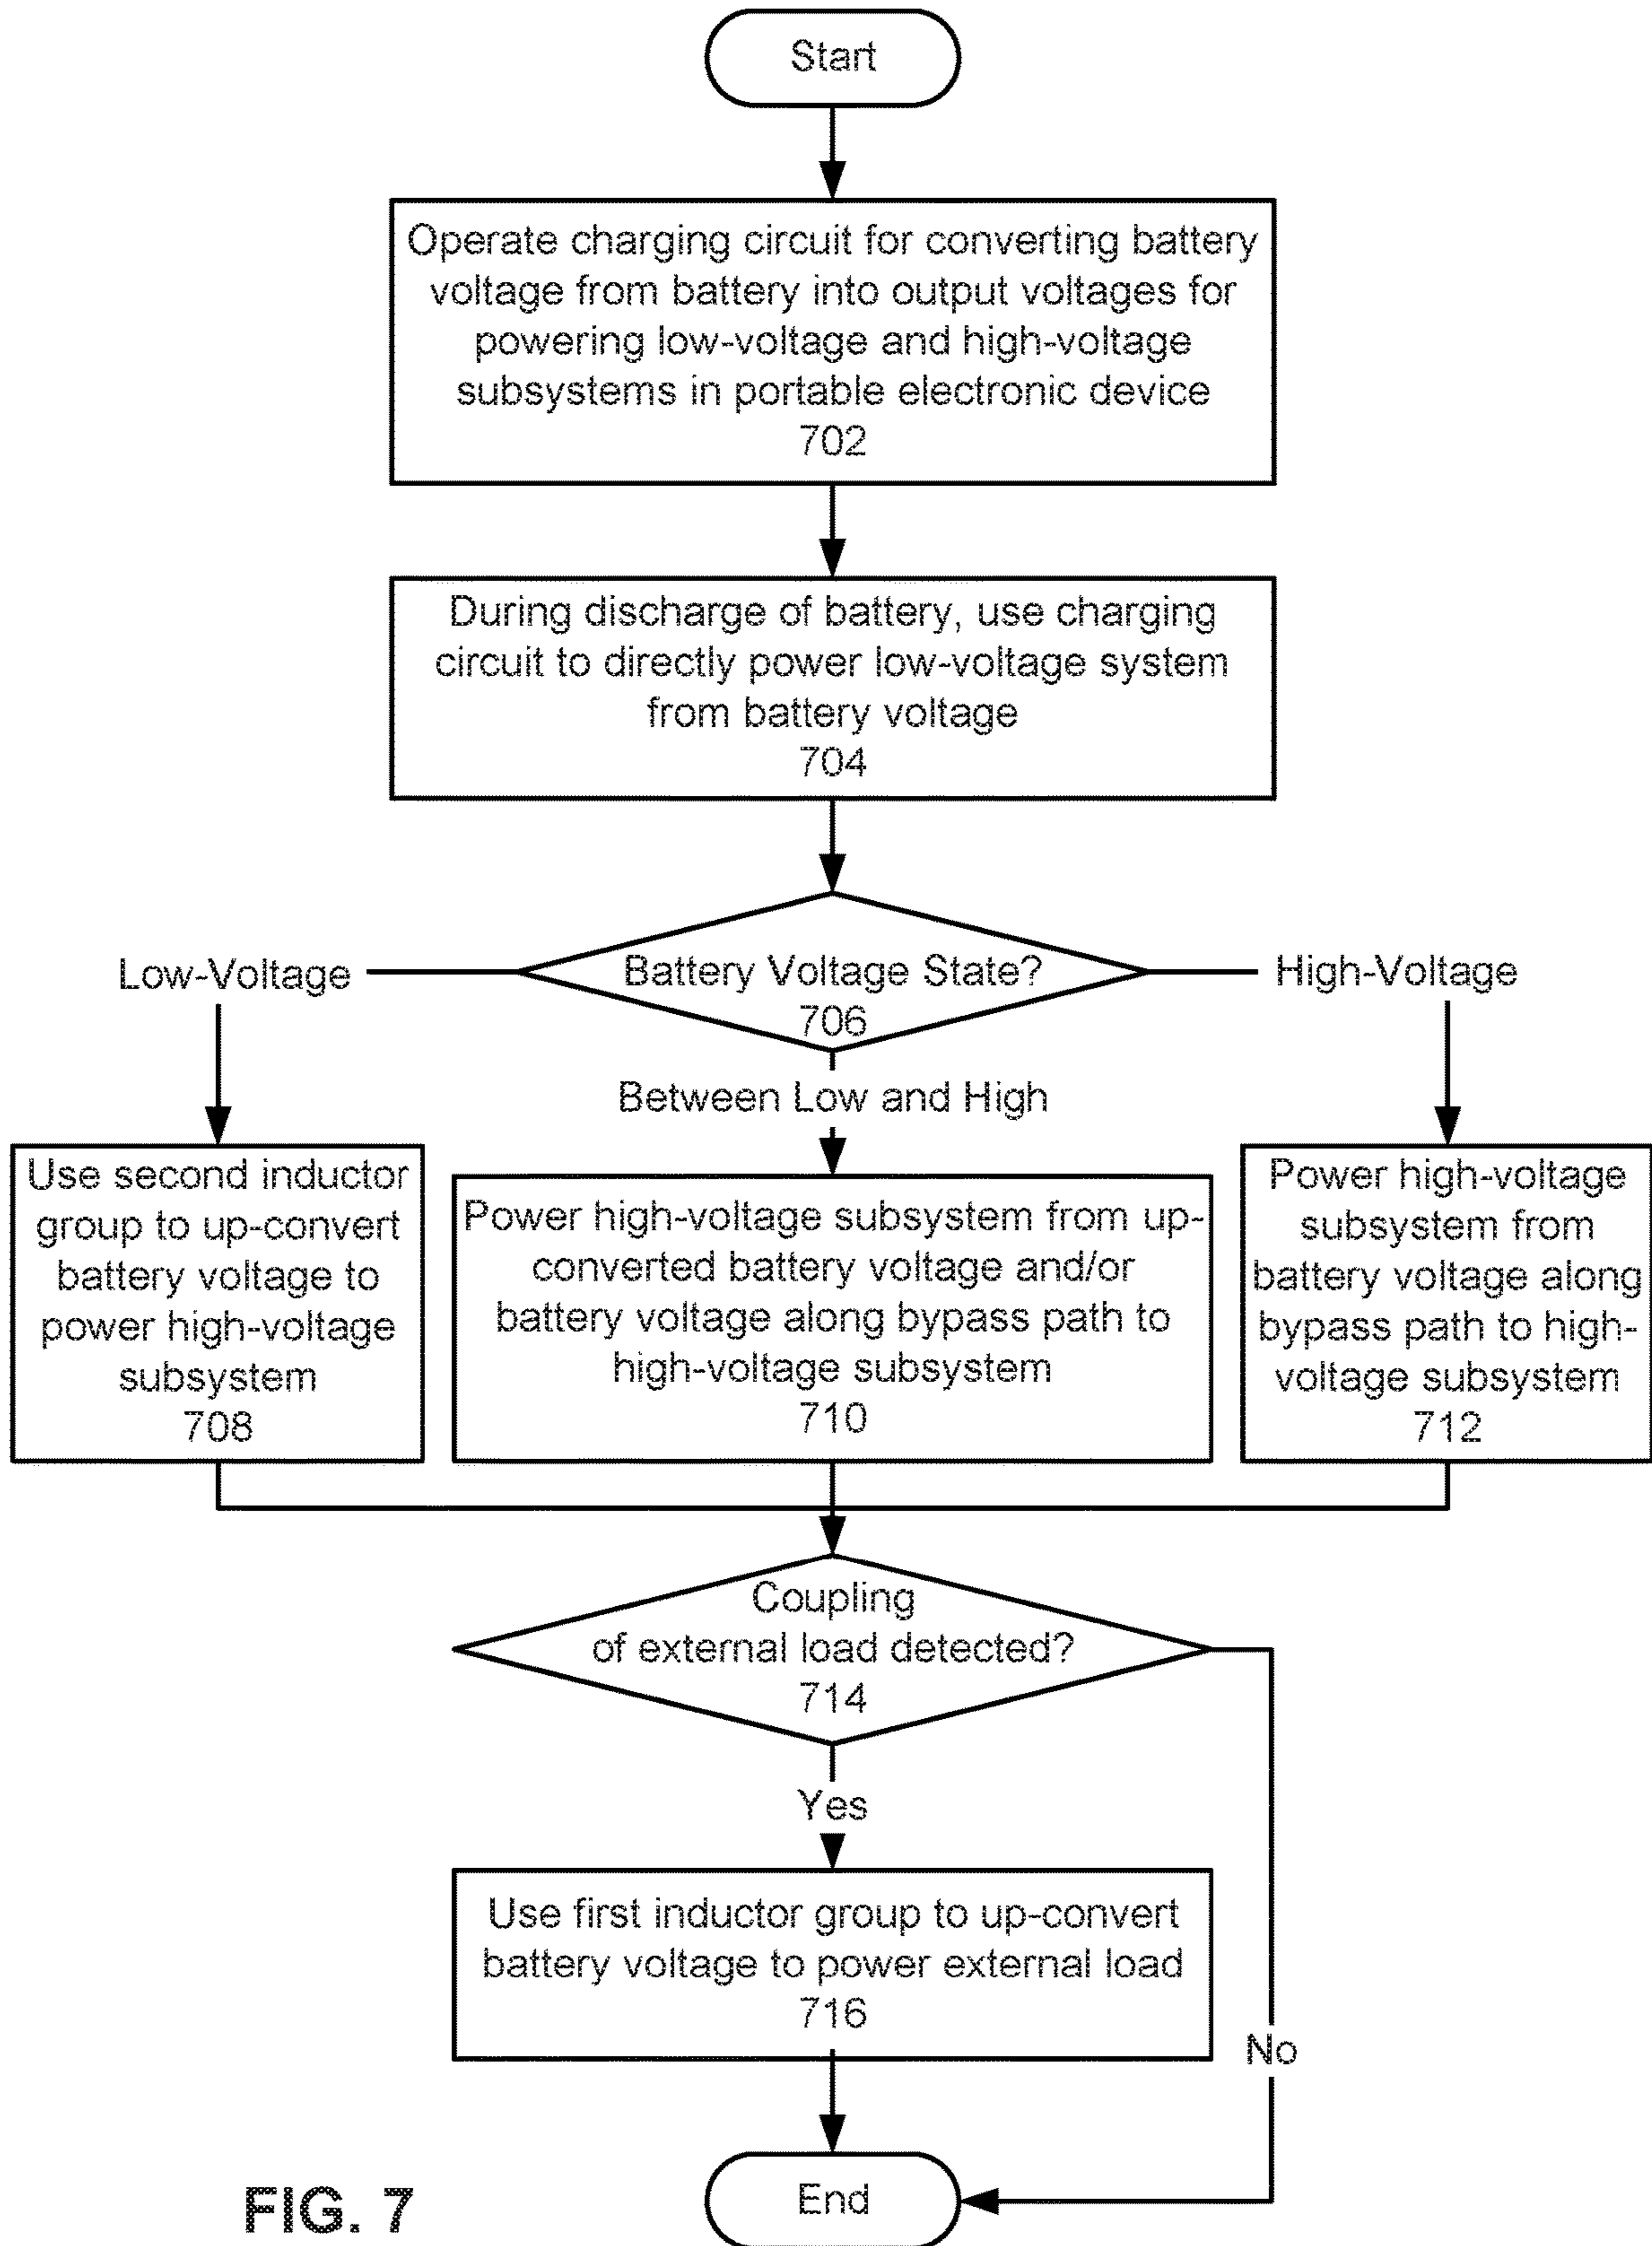 Start
Operate charging circuit for converting battery
voltage from battery into output voltages for
powering low-voltage and high-voltage
subsystems in portable electronic device
702
During discharge of battery, use charging
circuit to directly power low-voltage system
from battery voltage
704
Battery Voltage State?
706
Low-Voltage
Between Low and High
High-Voltage
Use second inductor
group to up-convert
battery voltage to
power high-voltage
subsystem
708
Power high-voltage subsystem from up-
converted battery voltage and/or
battery voltage along bypass path to
high-voltage subsystem
710
Power high-voltage
subsystem from
battery voltage along
bypass path to high-
voltage subsystem
712
Coupling
of external load detected?
714
Yes
Use first inductor group to up-convert
battery voltage to power external load
716
No
End
FIG. 7